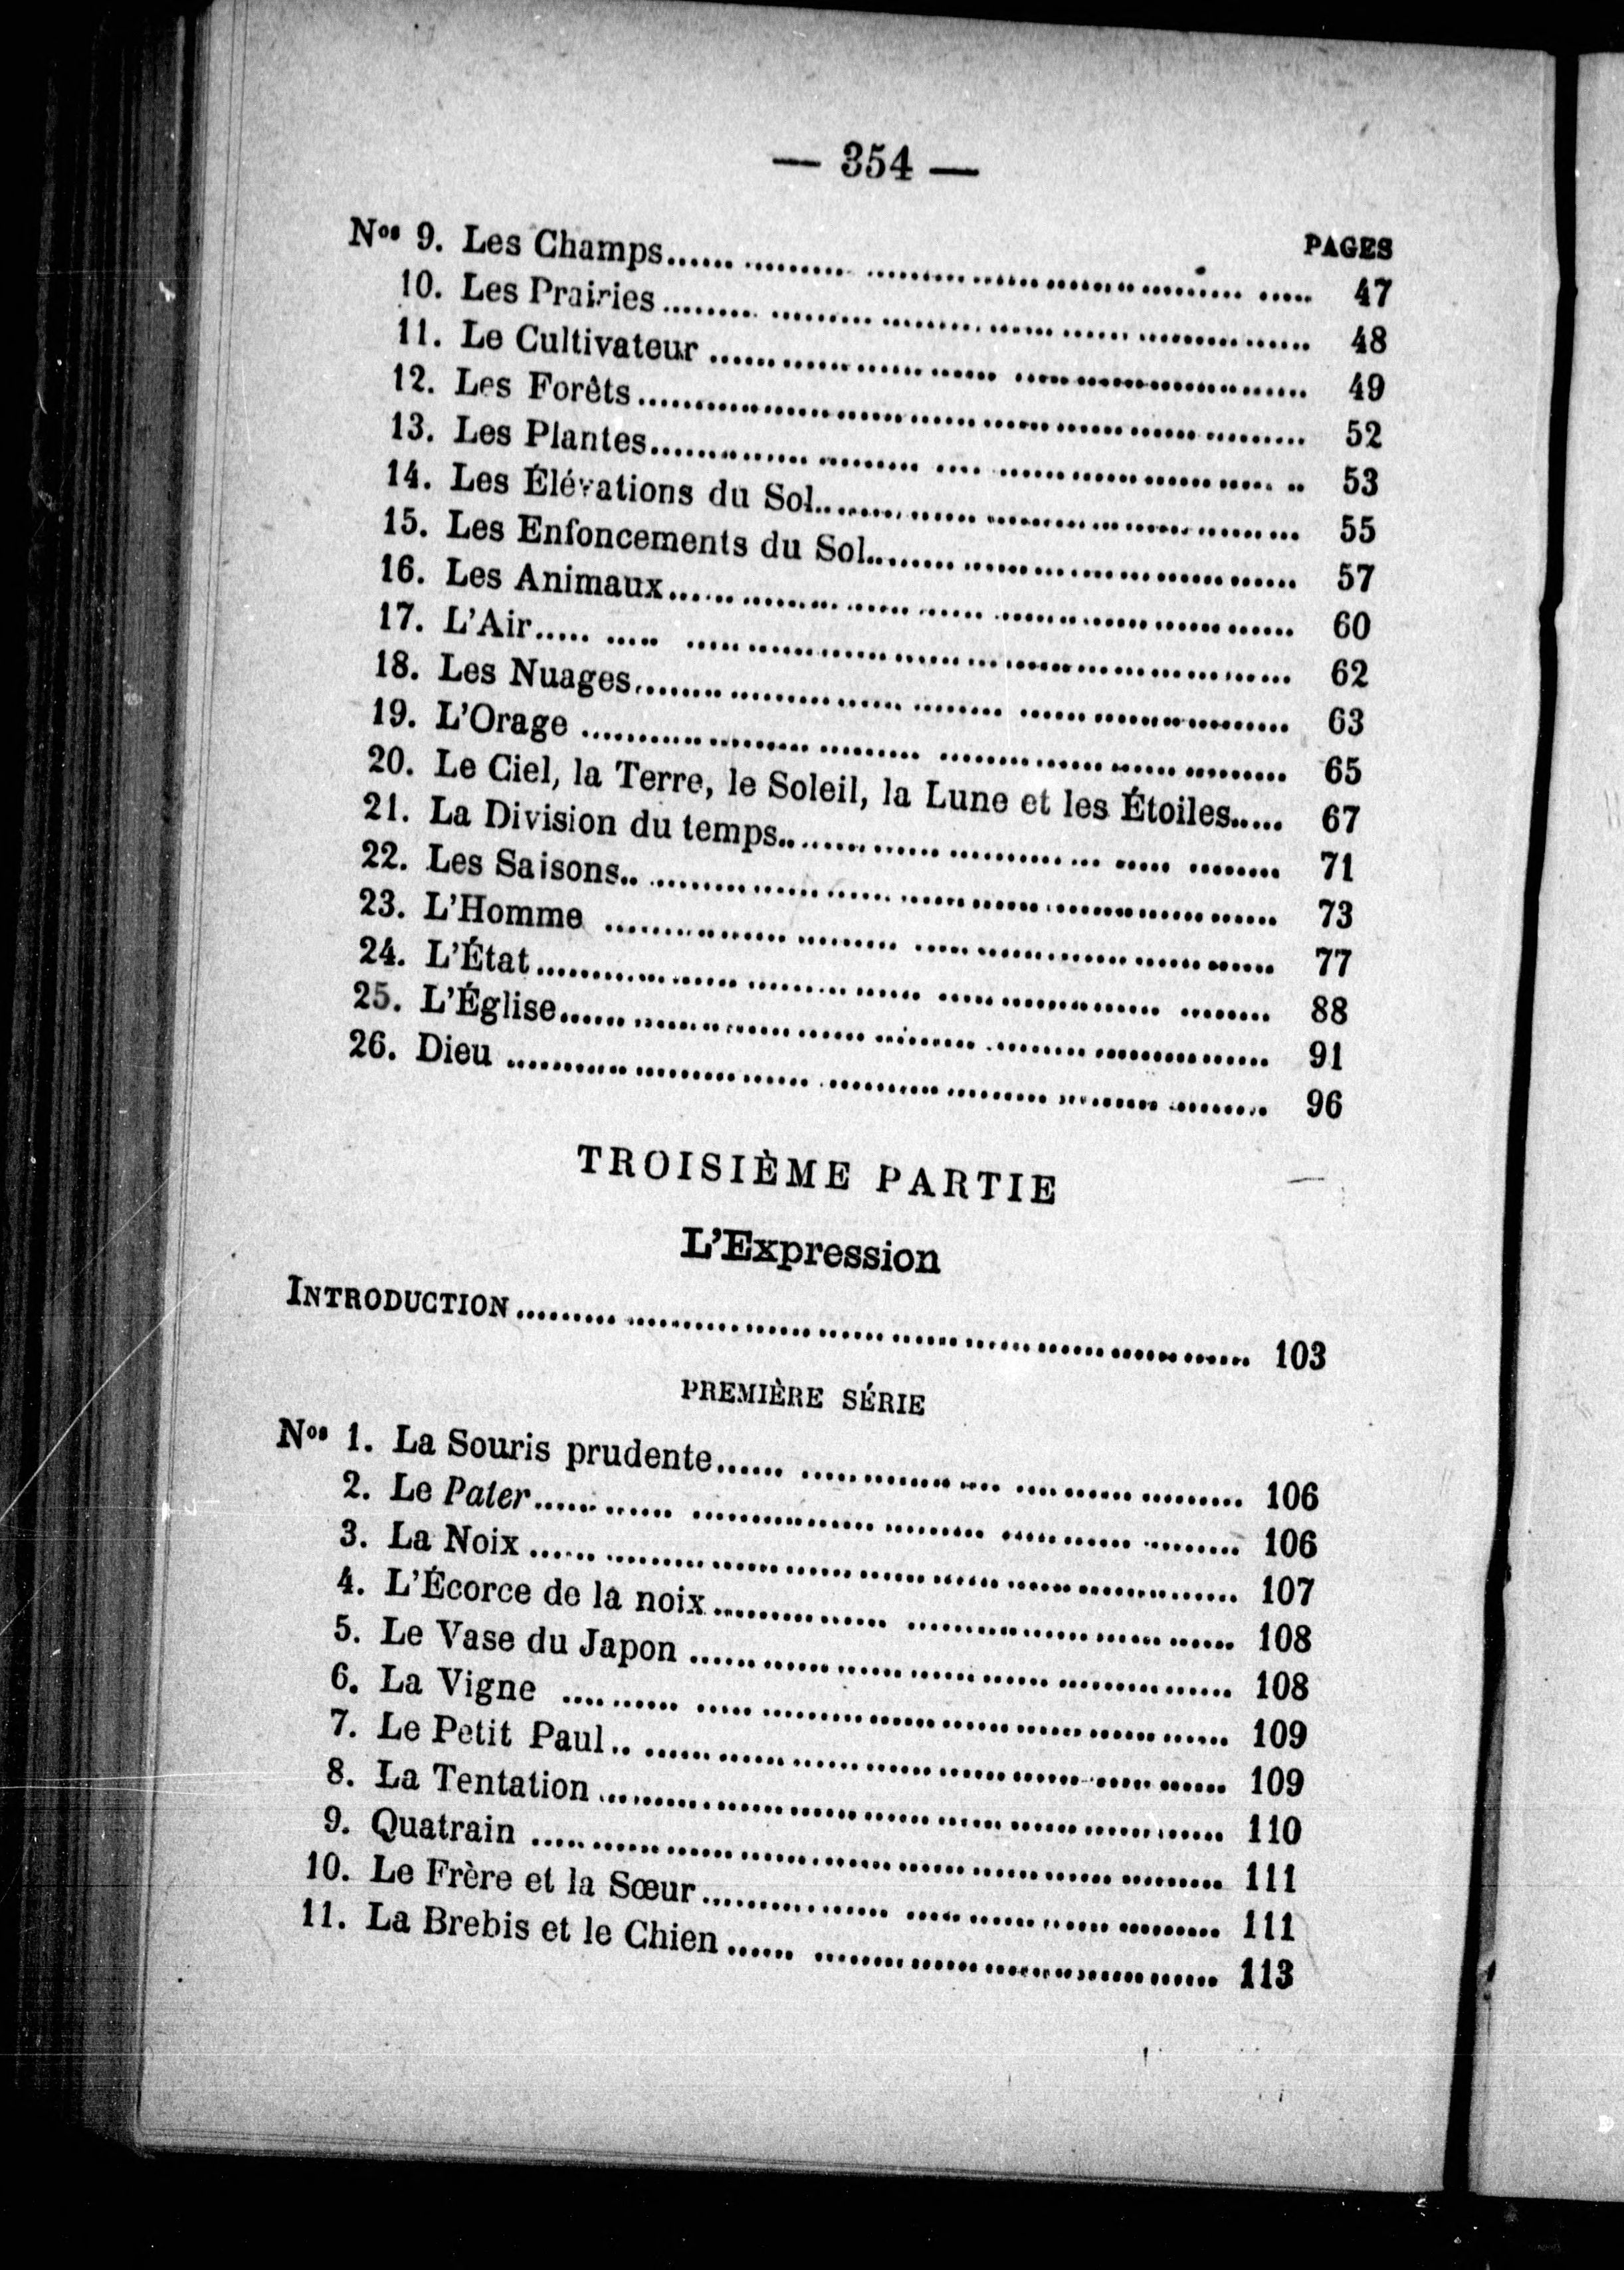 — 354 —
PAGES
Nos 9. Les Champs........ 47
10. Les Prairies........ 48
11. Le Cultivateur........ 49
12. Les Forêts........ 52
13. Les Plantes........ 53
14. Les Élévations du Sol........ 55
15. Les Enfoncements du Sol........ 57
16. Les Animaux........ 60
17. L'Air........ 62
18. Les Nuages........ 63
19. L'Orage........ 65
20. Le Ciel, la Terre, le Soleil, la Lune et les Étoiles..... 67
21. La Division du temps........ 71
22. Les Saisons........ 73
23. L'Homme........ 77
24. L'État........ 88
25. L'Église........ 91
26. Dieu........ 96
TROISIÈME PARTIE
L'Expression
INTRODUCTION........ 103
PREMIÈRE SÉRIE
Nos 1. La Souris prudente........ 106
2. Le Pater........ 106
3. La Noix........ 107
4. L'Écorce de la noix........ 108
5. Le Vase du Japon........ 108
6. La Vigne........ 109
7. Le Petit Paul........ 109
8. La Tentation........ 110
9. Quatrain........ 111
10. Le Frère et la Sœur........ 111
11. La Brebis et le Chien........ 113